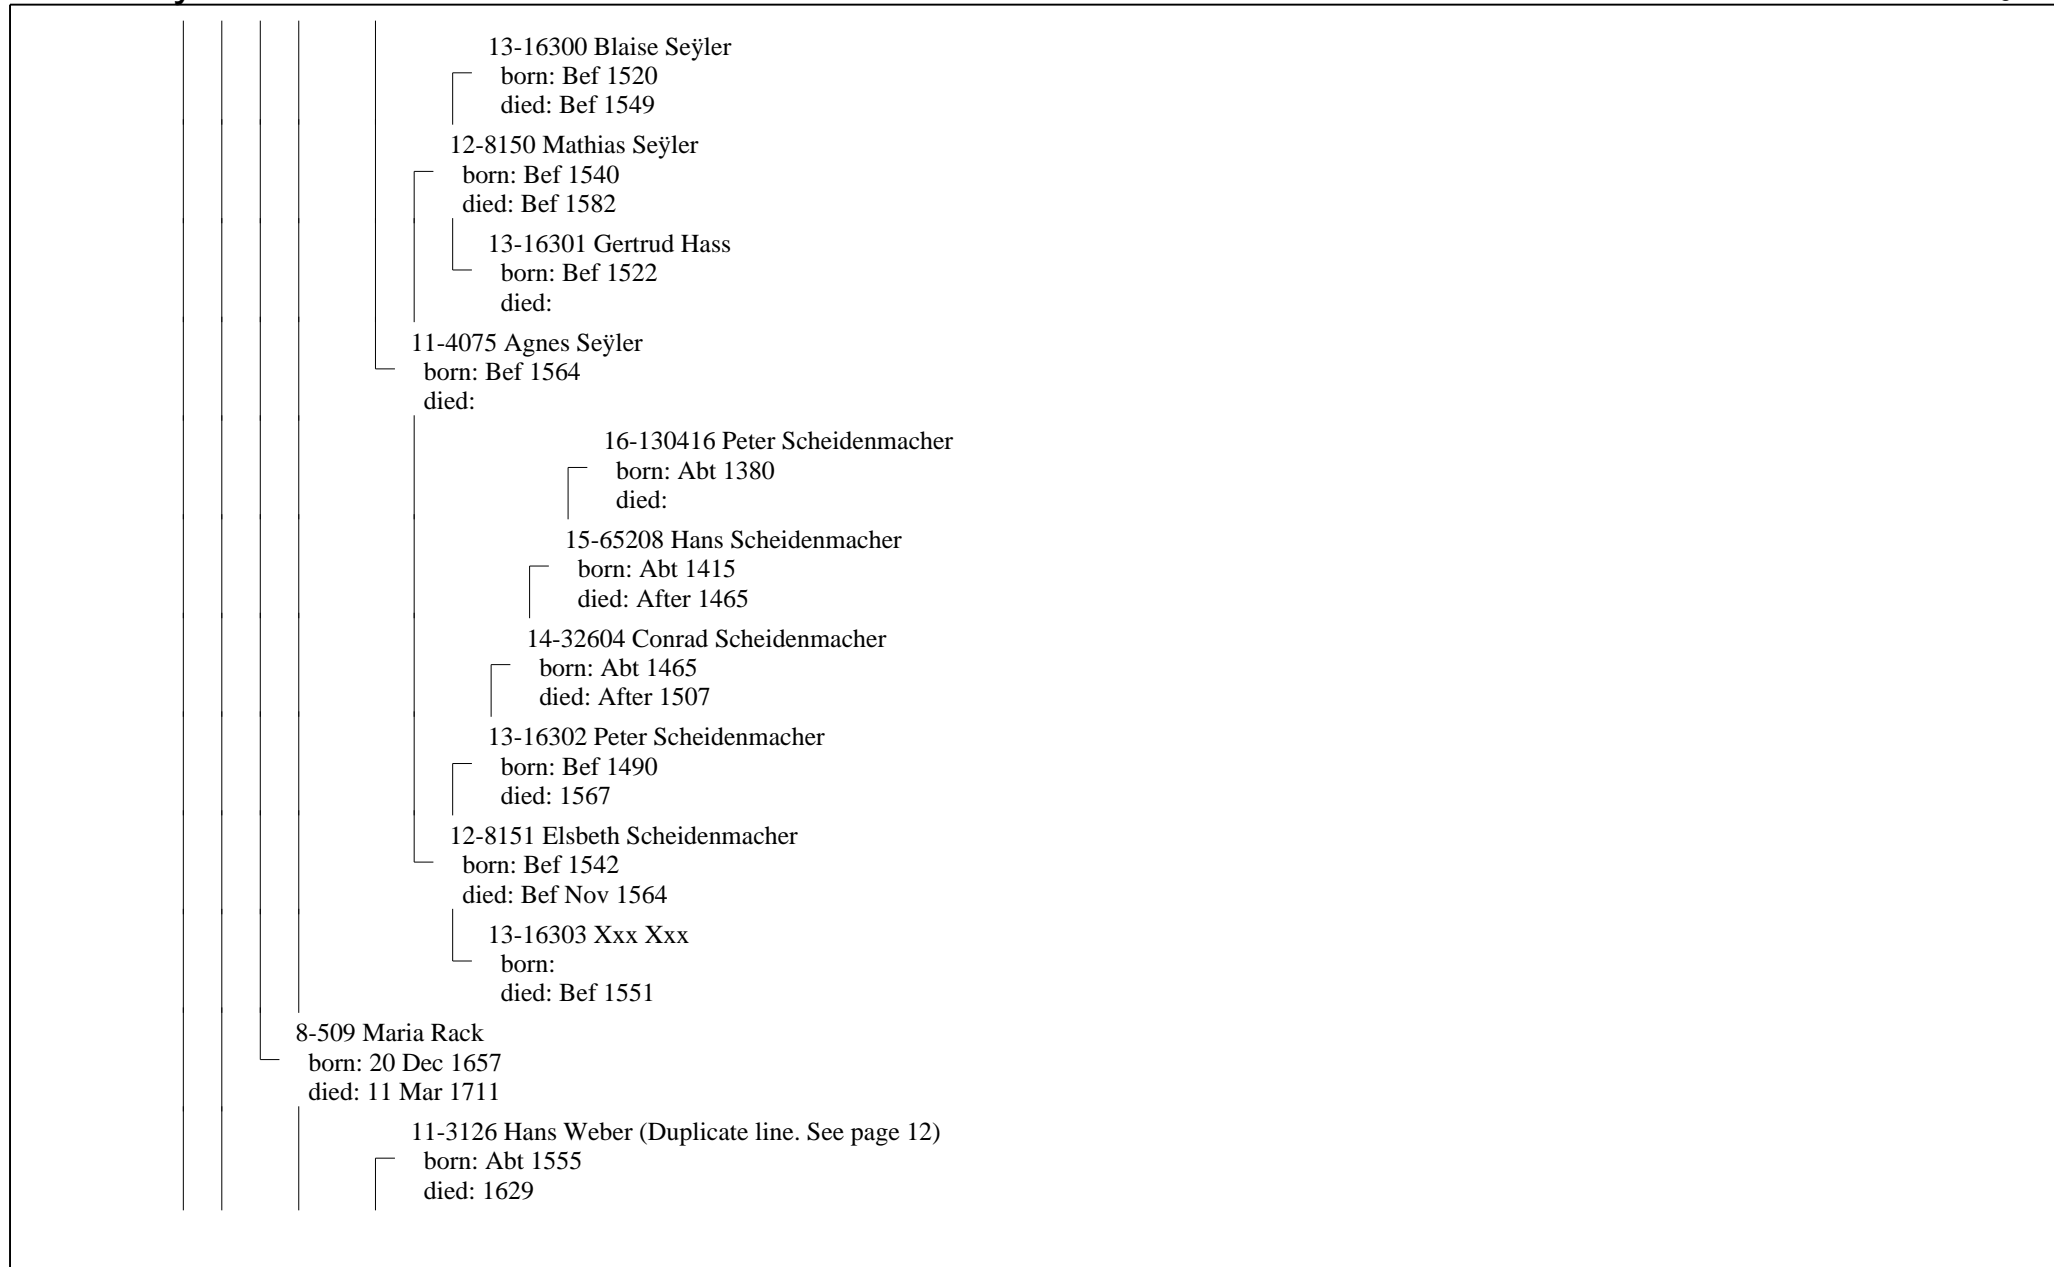 13-16300 Blaise Seÿler
born: Bef 1520
died: Bef 1549
12-8150 Mathias Seÿler
born: Bef 1540
died: Bef 1582
13-16301 Gertrud Hass
born: Bef 1522
died:
11-4075 Agnes Seÿler
born: Bef 1564
died:
16-130416 Peter Scheidenmacher
born: Abt 1380
died:
15-65208 Hans Scheidenmacher
born: Abt 1415
died: After 1465
14-32604 Conrad Scheidenmacher
born: Abt 1465
died: After 1507
13-16302 Peter Scheidenmacher
born: Bef 1490
died: 1567
12-8151 Elsbeth Scheidenmacher
born: Bef 1542
died: Bef Nov 1564
13-16303 Xxx Xxx
born:
died: Bef 1551
8-509 Maria Rack
born: 20 Dec 1657
died: 11 Mar 1711
11-3126 Hans Weber (Duplicate line. See page 12)
born: Abt 1555
died: 1629